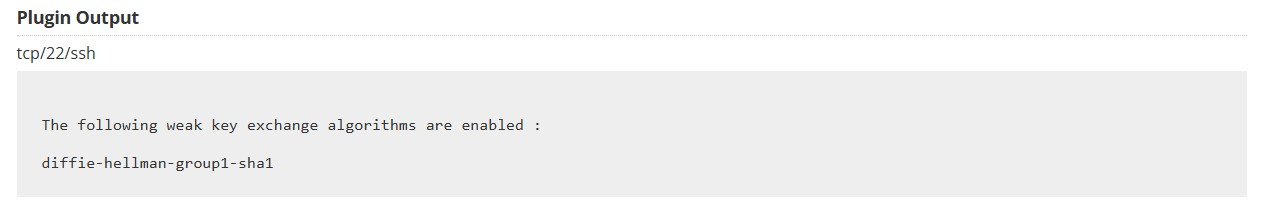 Plugin Output
tcp/22/ssh
The following weak key exchange algorithms are enabled :
diffie-hellman-group1-sha1